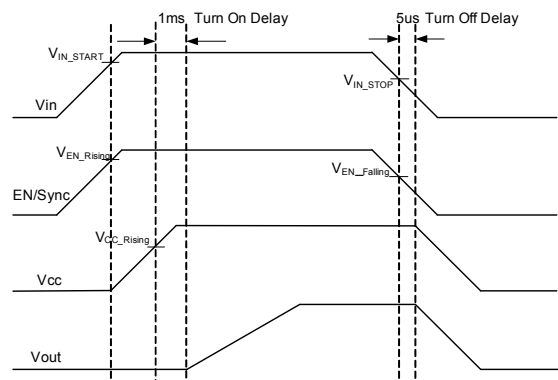 1ms Turn On Delay
5us Turn Off Delay
VIN_START
VIN_STOP
Vin
VEN_Rising
VEN_Falling
EN/Sync
VCC_Rising
Vcc
Vout